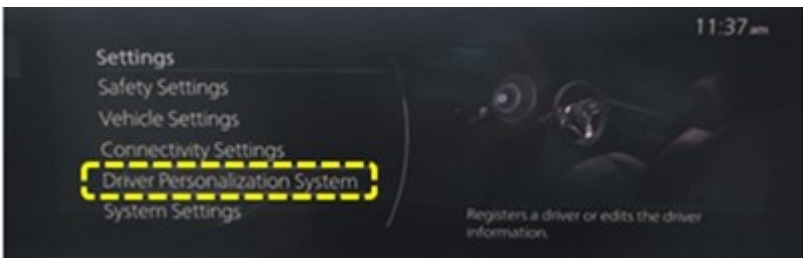 11:37 am
Settings
Safety Settings
Vehicle Settings
Connectivity Settings
Driver Personalization System
System Settings
Registers a driver or edits the driver
information.